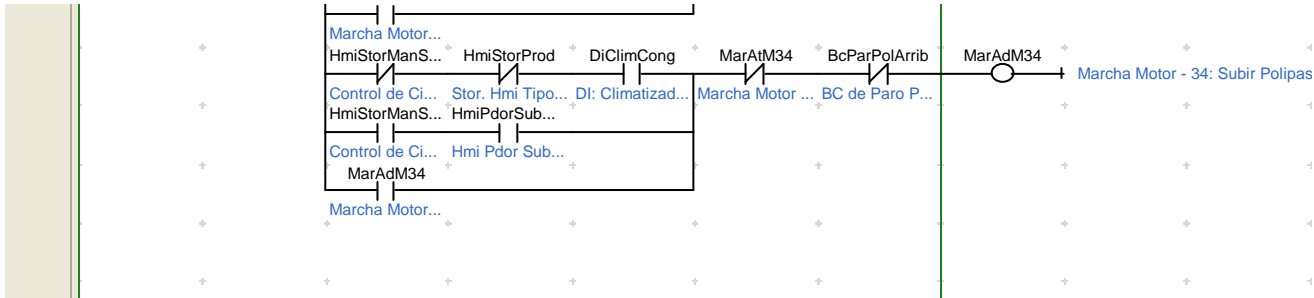 Marcha Motor...
HmiStorManS... HmiStorProd DiClimCong MarAtM34 BcParPolArrib MarAdM34
Marcha Motor - 34: Subir Polipas
Control de Ci... Stor. Hmi Tipo... DI: Climatizad... Marcha Motor ... BC de Paro P...
HmiStorManS... HmiPdorSub...
Control de Ci... Hmi Pdor Sub...
MarAdM34
Marcha Motor...